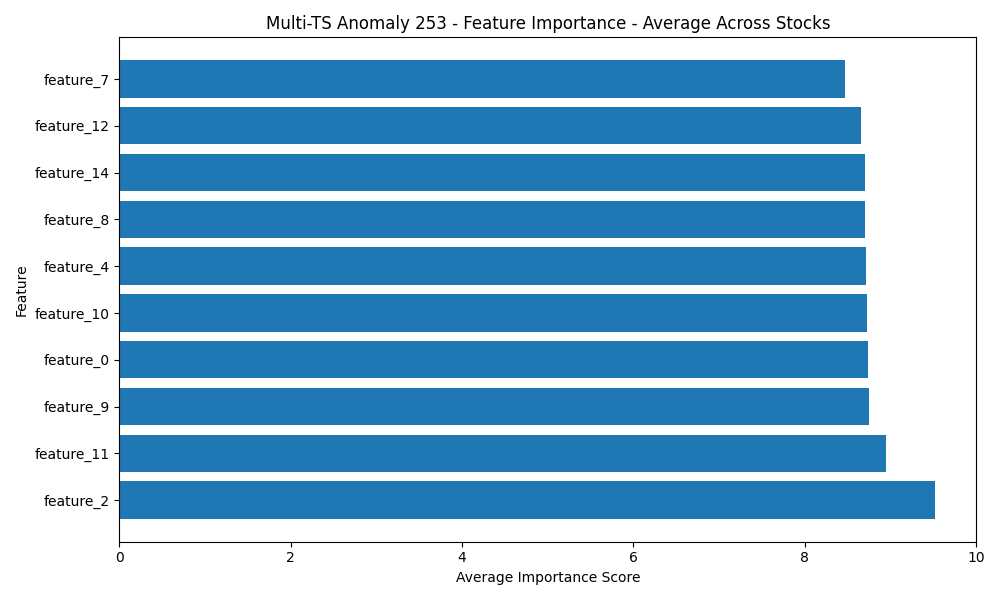 Multi-TS Anomaly 253 - Feature Importance - Average Across Stocks
feature_7
feature_12
feature_14
feature_8
feature_4
feature_10
feature_0
feature_9
feature_11
feature_2
Feature
0 2 4 6 8 10
Average Importance Score